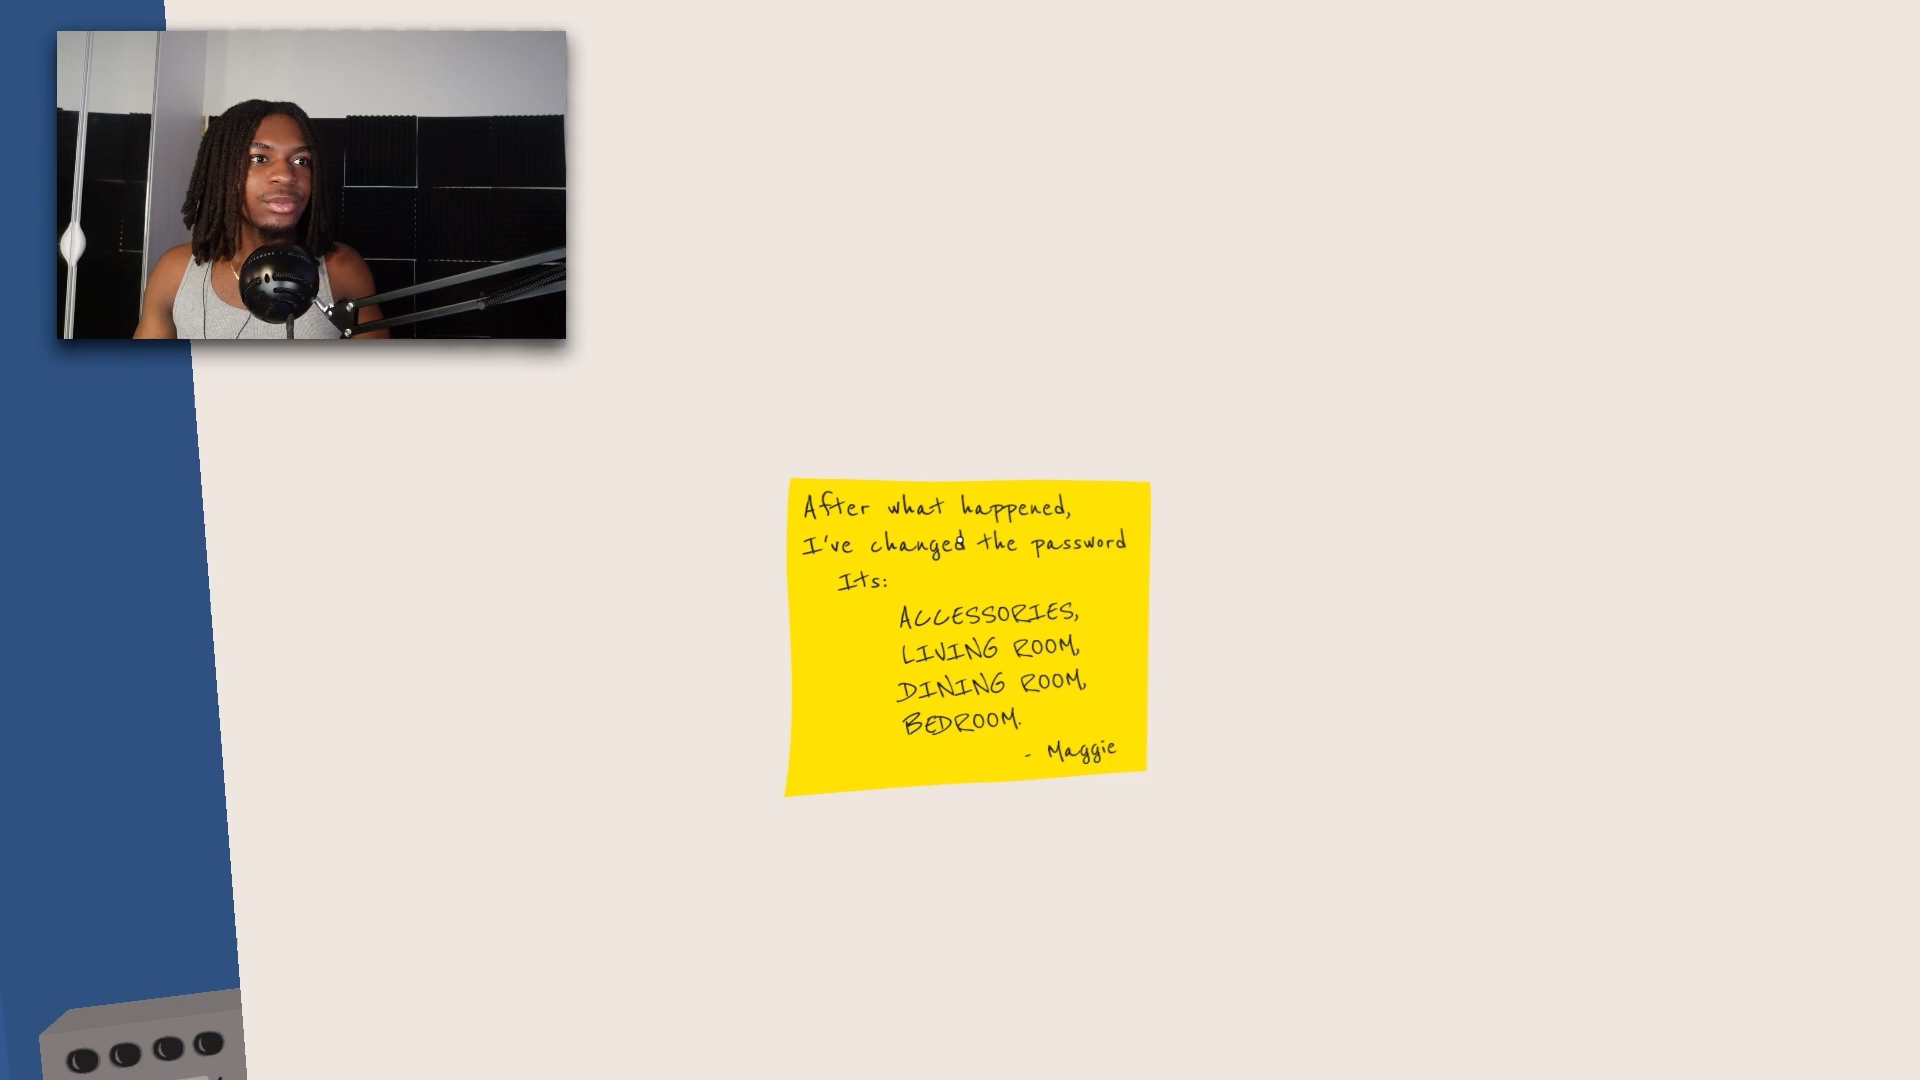 After what happened,
I've changed the password
Its:
ACCESSORIES,
LIVING ROOM,
DINING ROOM,
BEDROOM.
- Maggie